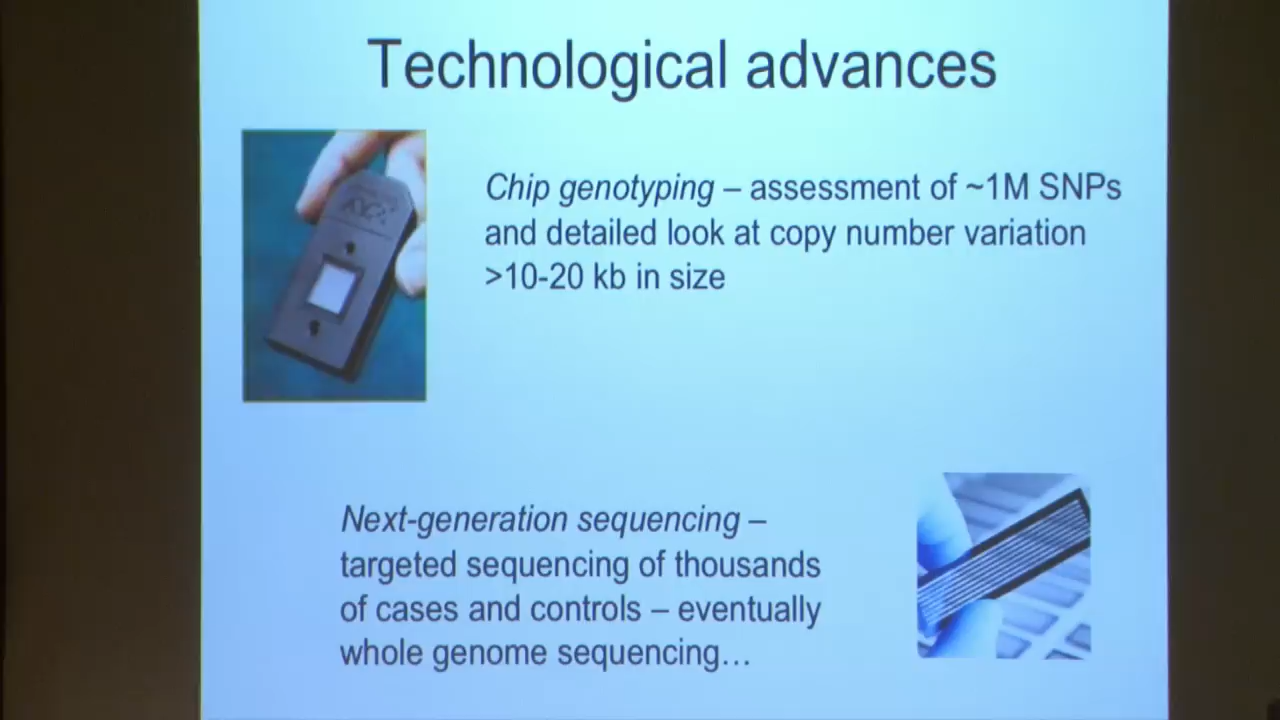 Technological advances
Chip genotyping – assessment of ~1M SNPs
and detailed look at copy number variation
>10-20 kb in size
Next-generation sequencing –
targeted sequencing of thousands
of cases and controls – eventually
whole genome sequencing…